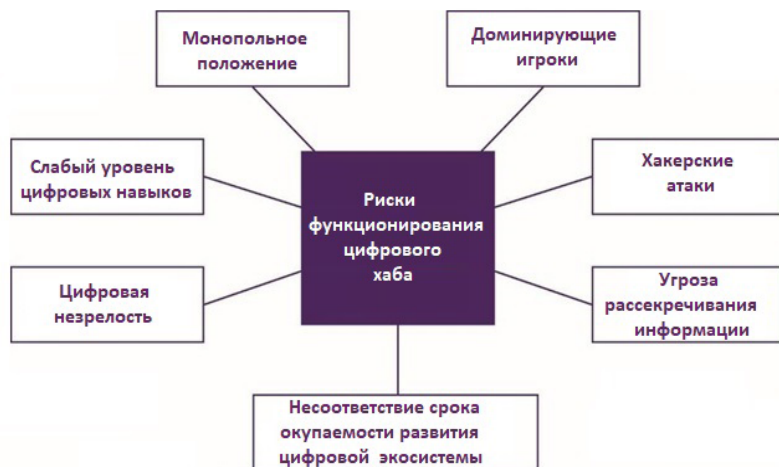 Монопольное
положение
Доминирующие
игроки
Слабый уровень
цифровых навыков
Риски
функционирования
цифрового
хаба
Хакерские
атаки
Цифровая
незрелость
Угроза
рассекречивания
информации
Несоответствие срока
окупаемости развития
цифровой экосистемы